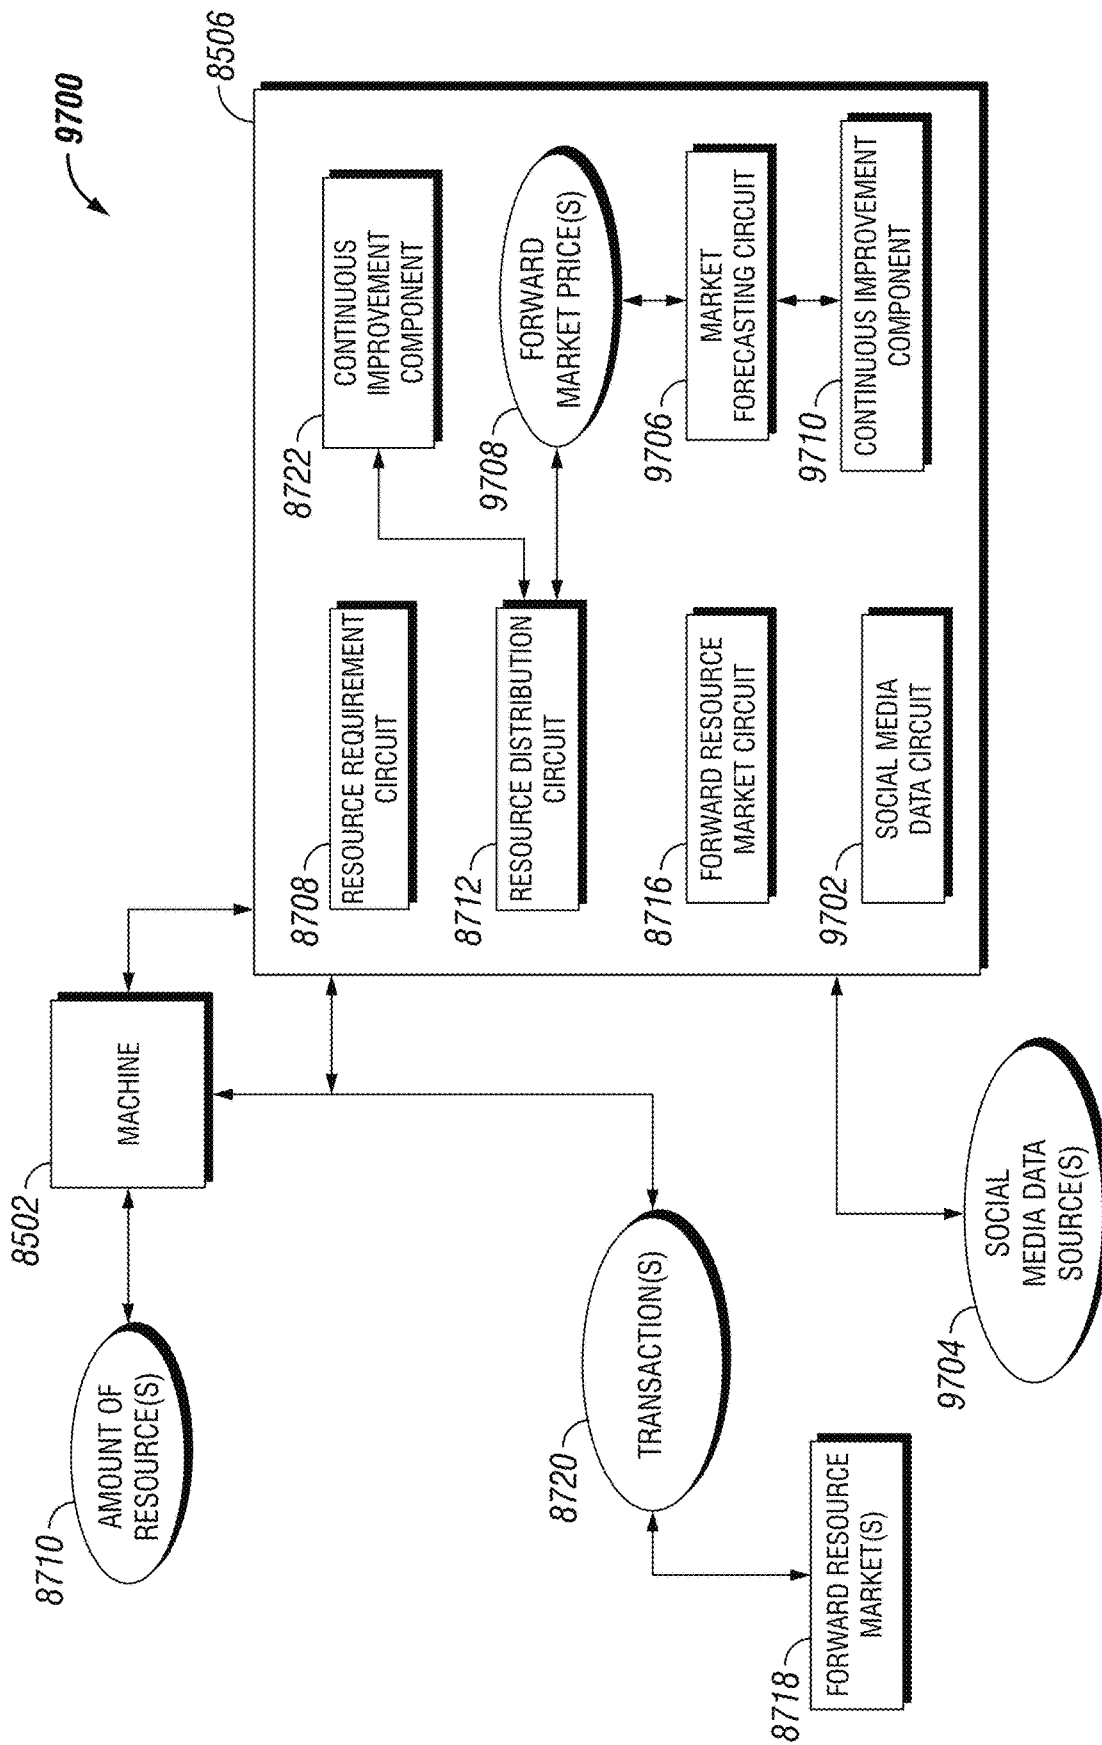 9700
8506
8502
MACHINE
8710
AMOUNT OF
RESOURCE(S)
8708
RESOURCE REQUIREMENT
CIRCUIT
8722
CONTINUOUS
IMPROVEMENT
COMPONENT
8712
RESOURCE DISTRIBUTION
CIRCUIT
9708
FORWARD
MARKET PRICE(S)
8720
TRANSACTION(S)
8716
FORWARD RESOURCE
MARKET CIRCUIT
9706
MARKET
FORECASTING CIRCUIT
8718
FORWARD RESOURCE
MARKET(S)
9702
SOCIAL MEDIA
DATA CIRCUIT
9710
CONTINUOUS IMPROVEMENT
COMPONENT
9704
SOCIAL
MEDIA DATA
SOURCE(S)